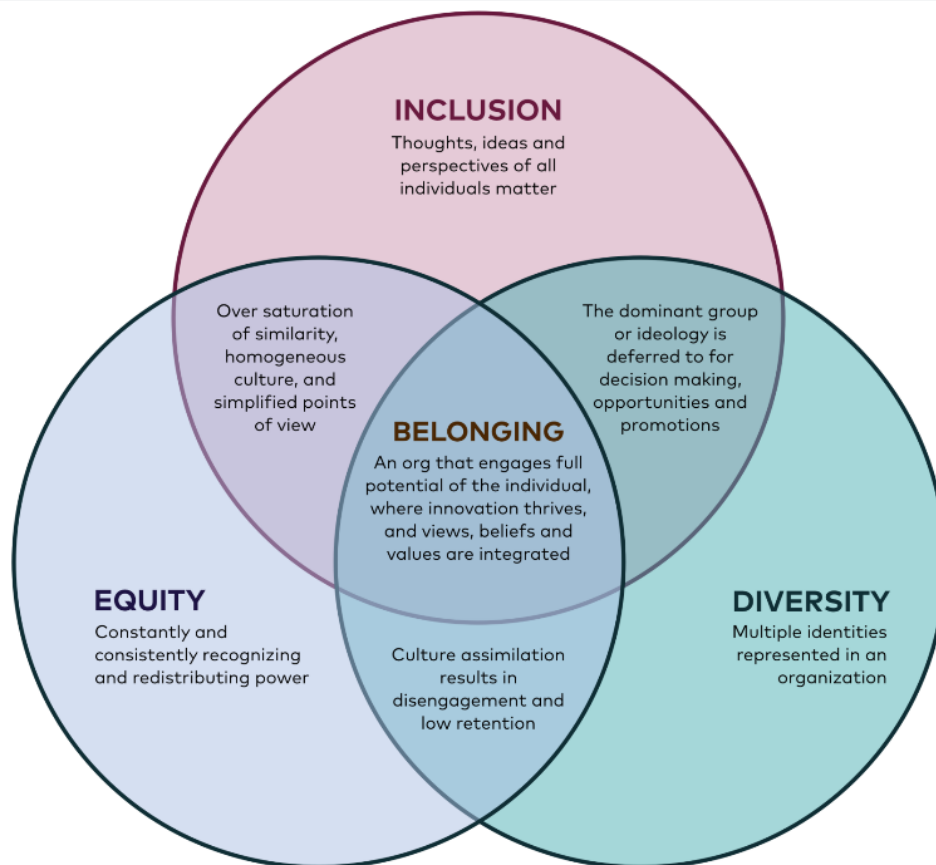 INCLUSION
Thoughts, ideas and
perspectives of all
individuals matter
Over saturation
of similarity,
homogeneous
culture, and
simplified points
of view
The dominant group
or ideology is
deferred to for
decision making,
opportunities and
promotions
BELONGING
An org that engages full
potential of the individual,
where innovation thrives,
and views, beliefs and
values are integrated
EQUITY
Constantly and
consistently recognizing
and redistributing power
DIVERSITY
Multiple identities
represented in an
organization
Culture assimilation
results in
disengagement and
low retention